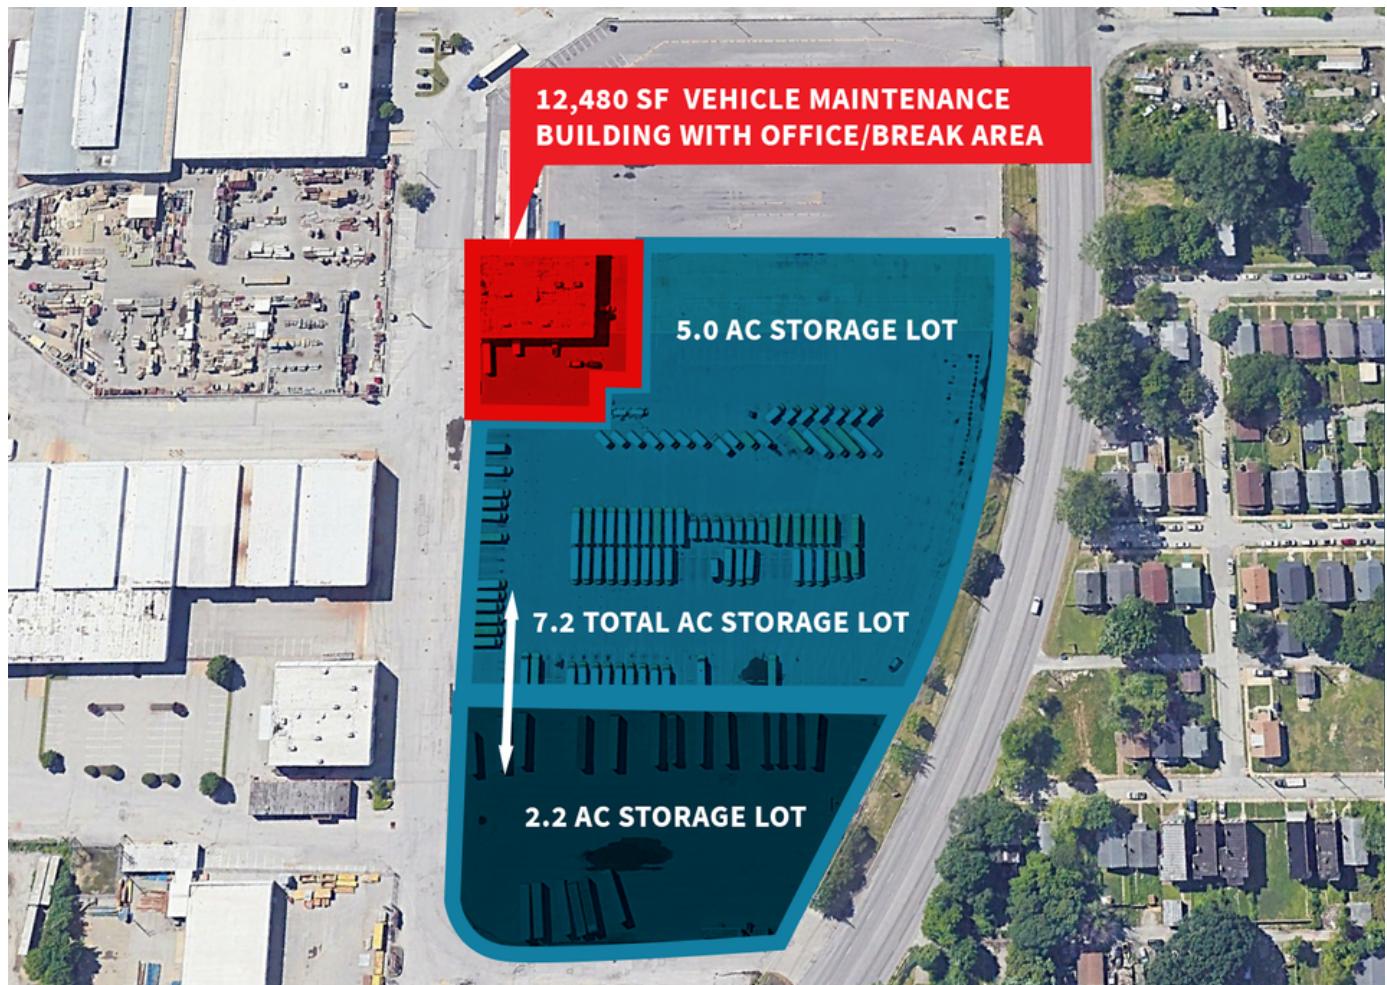 12,480 SF VEHICLE MAINTENANCE
BUILDING WITH OFFICE/BREAK AREA
5.0 AC STORAGE LOT
7.2 TOTAL AC STORAGE LOT
2.2 AC STORAGE LOT